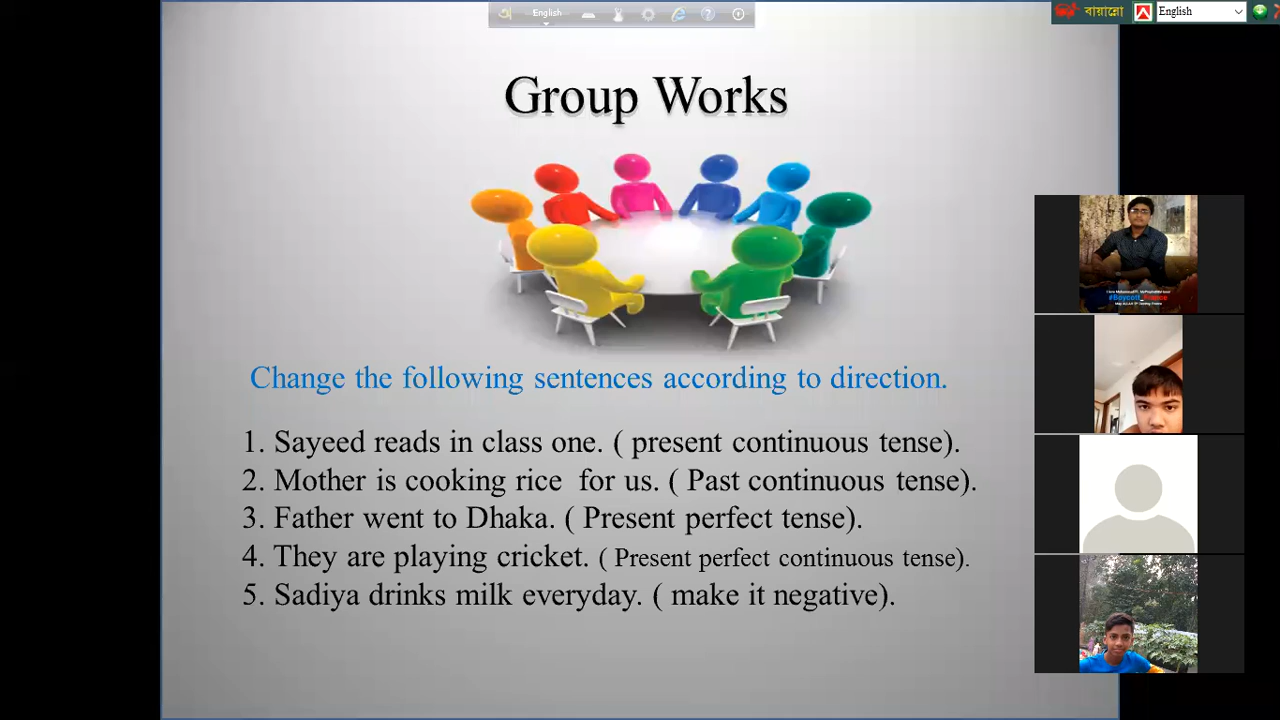 English
বায়ান্নো
English
Group Works
Change the following sentences according to direction.
1. Sayeed reads in class one. ( present continuous tense).
2. Mother is cooking rice for us. ( Past continuous tense).
3. Father went to Dhaka. ( Present perfect tense).
4. They are playing cricket. ( Present perfect continuous tense).
5. Sadiya drinks milk everyday. ( make it negative).
#Boycott_France